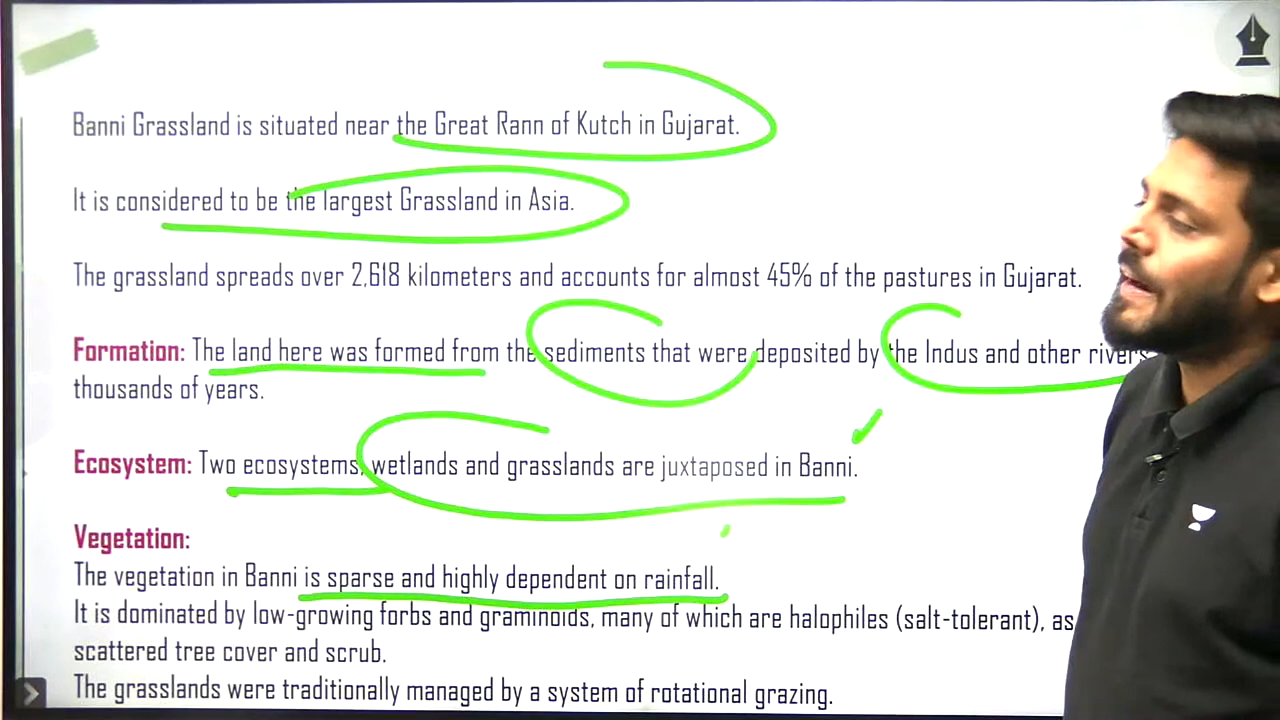 Banni Grassland is situated near the Great Rann of Kutch in Gujarat.
It is considered to be the largest Grassland in Asia.
The grassland spreads over 2,618 kilometers and accounts for almost 45% of the pastures in Gujarat.
Formation: The land here was formed from the sediments that were deposited by the Indus and other rivers
thousands of years.
Ecosystem: Two ecosystems, wetlands and grasslands are juxtaposed in Banni.
Vegetation:
The vegetation in Banni is sparse and highly dependent on rainfall.
It is dominated by low-growing forbs and graminoids, many of which are halophiles (salt-tolerant), as
scattered tree cover and scrub.
The grasslands were traditionally managed by a system of rotational grazing.